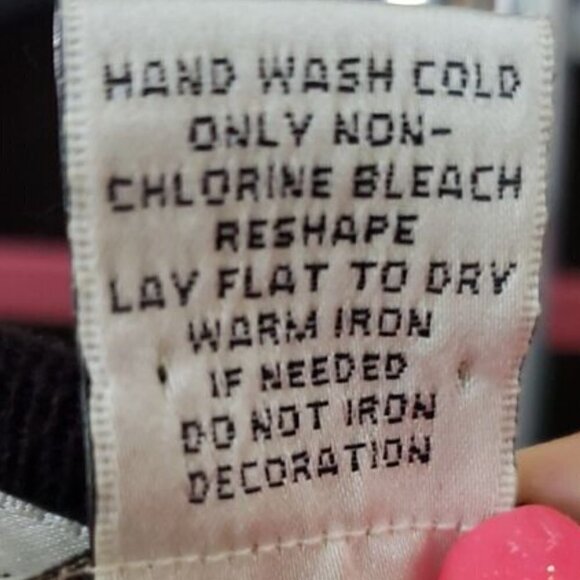 HAND WASH COLD
ONLY NON-
CHLORINE BLEACH
RESHAPE
LAY FLAT TO DRY
WARM IRON
IF NEEDED
DO NOT IRON
DECORATION